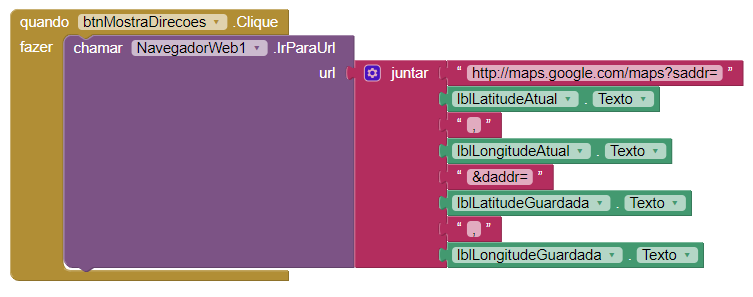 quando btnMostraDirecoes .Clique
fazer chamar NavegadorWeb1 .IrParaUrl
url juntar “ http://maps.google.com/maps?saddr= ”
lblLatitudeAtual . Texto
“ , ”
lblLongitudeAtual . Texto
“ &daddr= ”
lblLatitudeGuardada . Texto
“ , ”
lblLongitudeGuardada . Texto